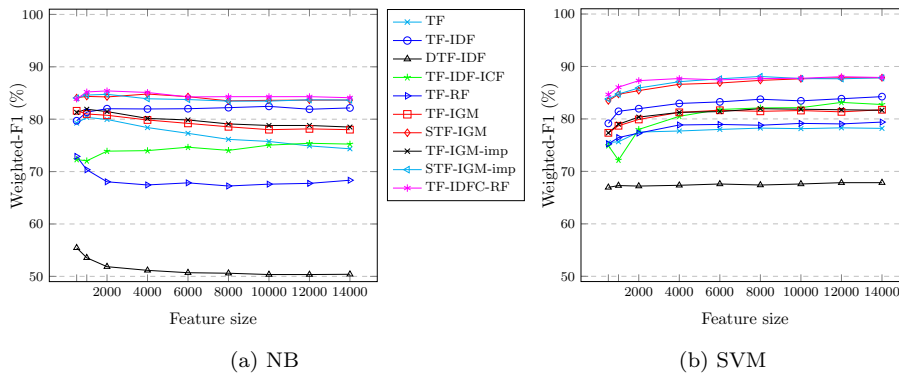 100
90
80
70
60
50
Weighted-F1 (%)
2000 4000 6000 8000 10000 12000 14000
Feature size
(a) NB
TF
TF-IDF
DTF-IDF
TF-IDF-ICF
TF-RF
TF-IGM
STF-IGM
TF-IGM-imp
STF-IGM-imp
TF-IDFC-RF
100
90
80
70
60
50
Weighted-F1 (%)
2000 4000 6000 8000 10000 12000 14000
Feature size
(b) SVM